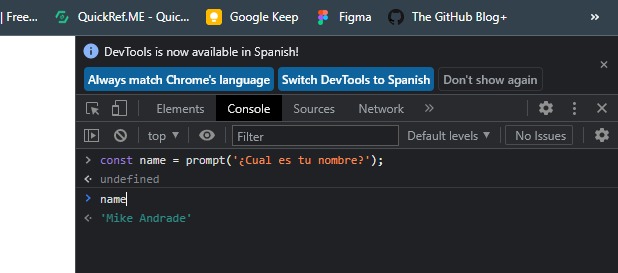 | Free... QuickRef.ME - Quic... Google Keep Figma The GitHub Blog+ »
DevTools is now available in Spanish!
Always match Chrome's language Switch DevTools to Spanish Don't show again
Elements Console Sources Network »
top ▼ Filter Default levels ▼ No Issues
> const name = prompt('¿Cual es tu nombre?');
< undefined
> name
< 'Mike Andrade'